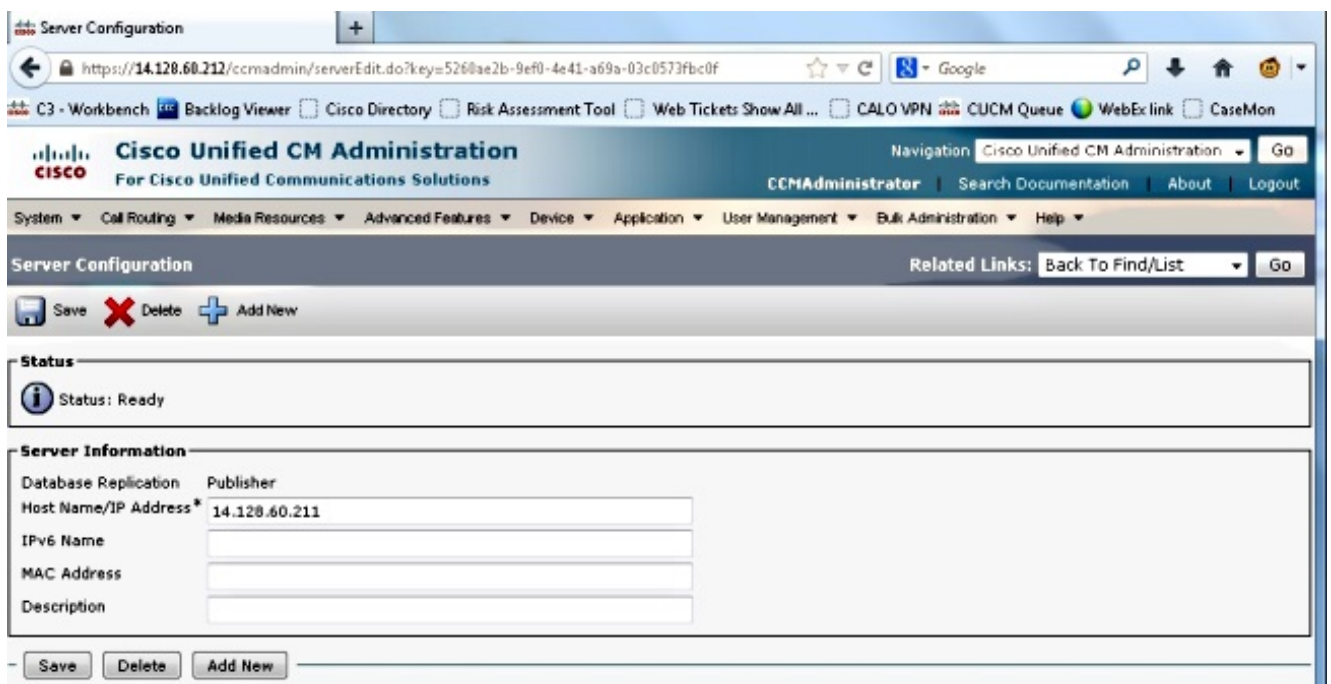 Server Configuration
https://14.128.60.212/ccmadmin/serverEdit.do?key=5260ae2b-9ef0-4e41-a69a-03c0573fbc0f
Google
C3 - Workbench Backlog Viewer Cisco Directory Risk Assessment Tool Web Tickets Show All ... CALO VPN CUCM Queue WebEx link CaseMon
CISCO
Cisco Unified CM Administration
For Cisco Unified Communications Solutions
Navigation Cisco Unified CM Administration Go
CCMAdministrator Search Documentation About Logout
System Call Routing Media Resources Advanced Features Device Application User Management Bulk Administration Help
Server Configuration Related Links: Back To Find/List Go
Save Delete Add New
Status
Status: Ready
Server Information
Database Replication Publisher
Host Name/IP Address* 14.128.60.211
IPv6 Name
MAC Address
Description
Save Delete Add New